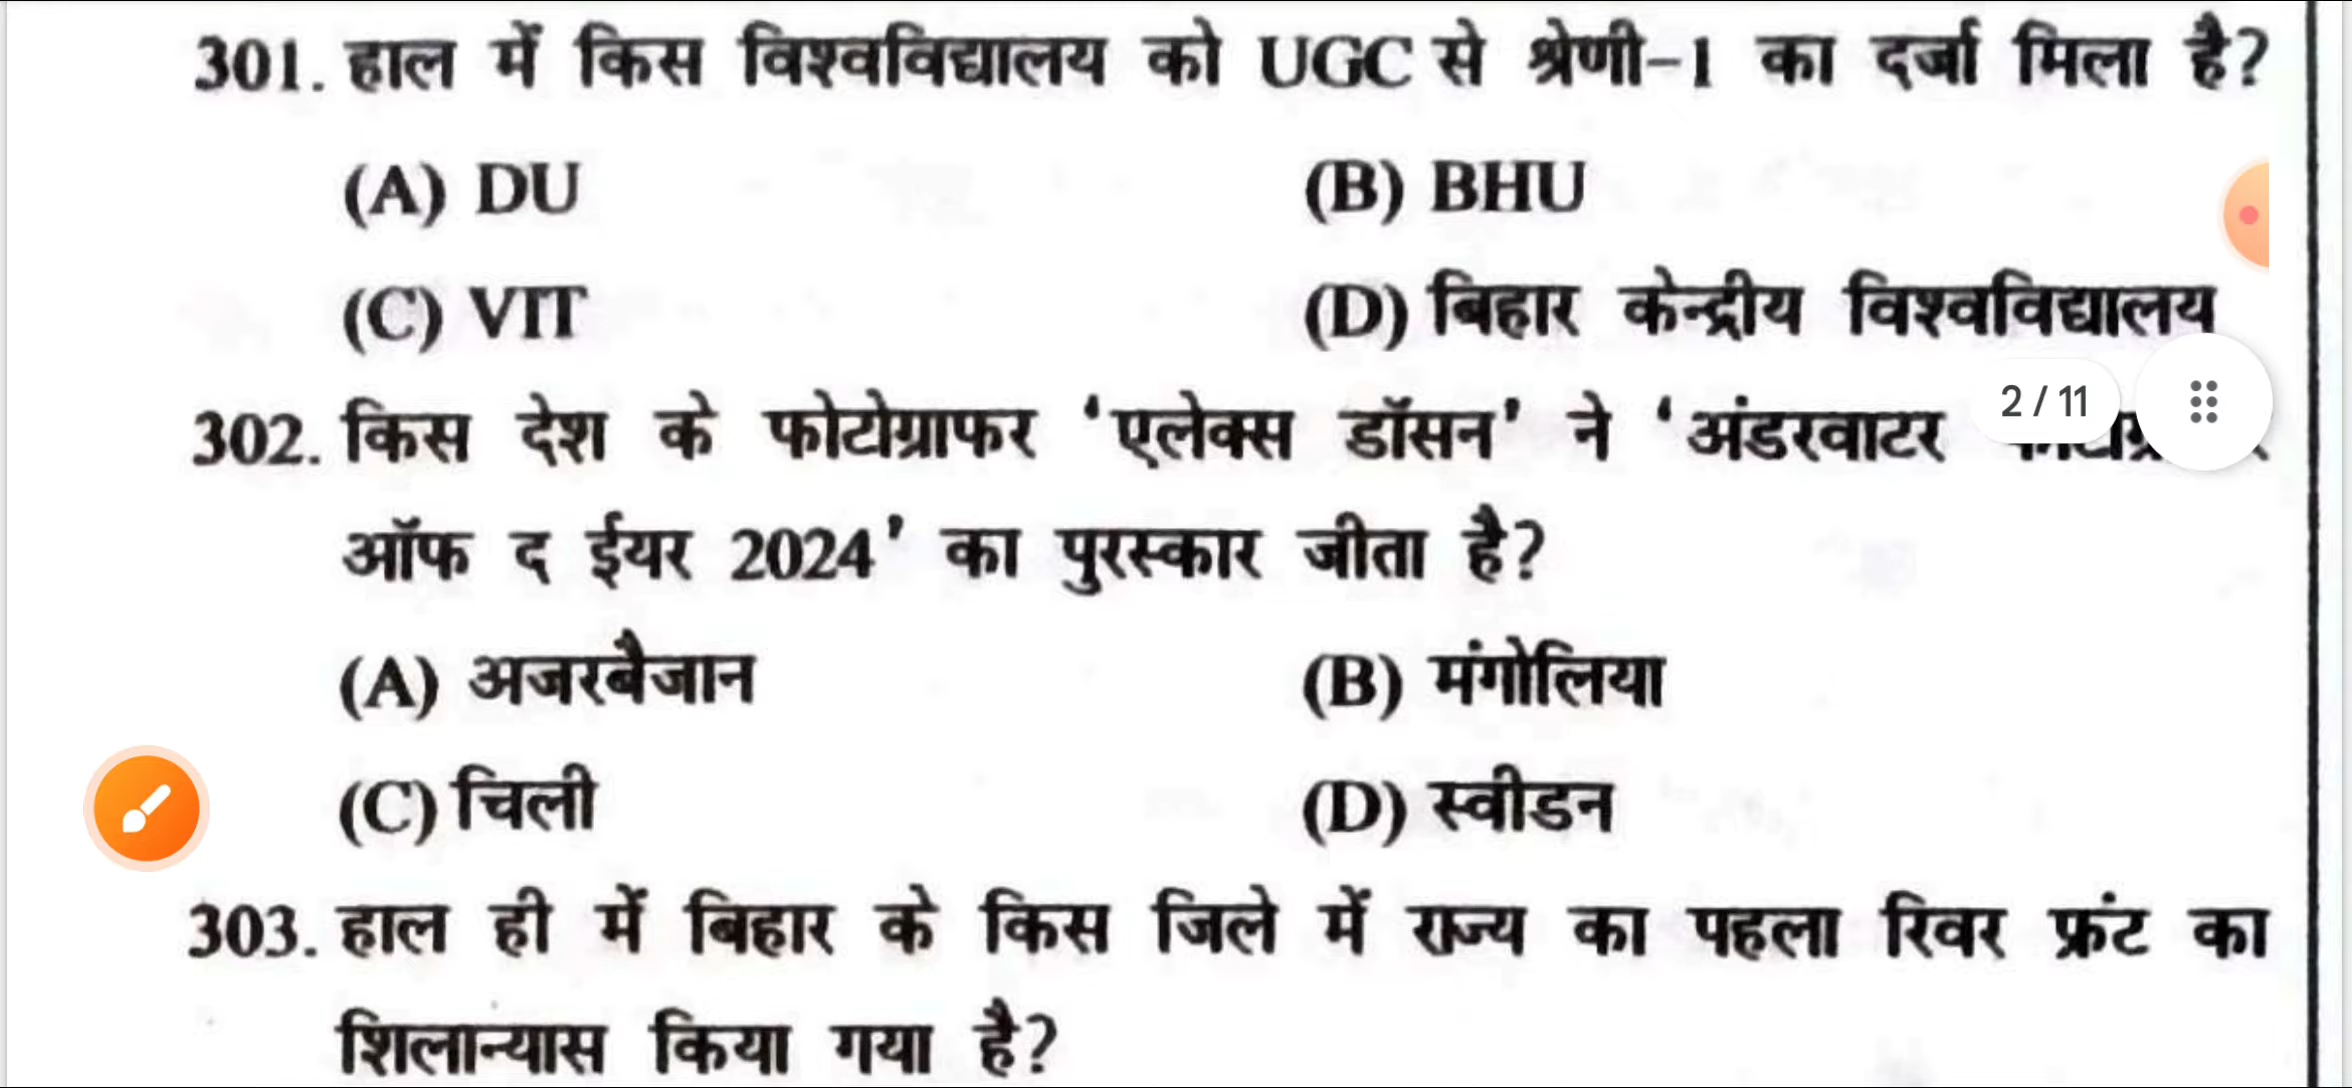 301. हाल में किस विश्वविद्यालय को UGC से श्रेणी-1 का दर्जा मिला है?
(A) DU (B) BHU
(C) VIT (D) बिहार केन्द्रीय विश्वविद्यालय
2 / 11
302. किस देश के फोटोग्राफर ‘एलेक्स डॉसन’ ने ‘अंडरवाटर
ऑफ द ईयर 2024’ का पुरस्कार जीता है?
(A) अजरबैजान (B) मंगोलिया
(C) चिली (D) स्वीडन
303. हाल ही में बिहार के किस जिले में राज्य का पहला रिवर फ्रंट का
शिलान्यास किया गया है?